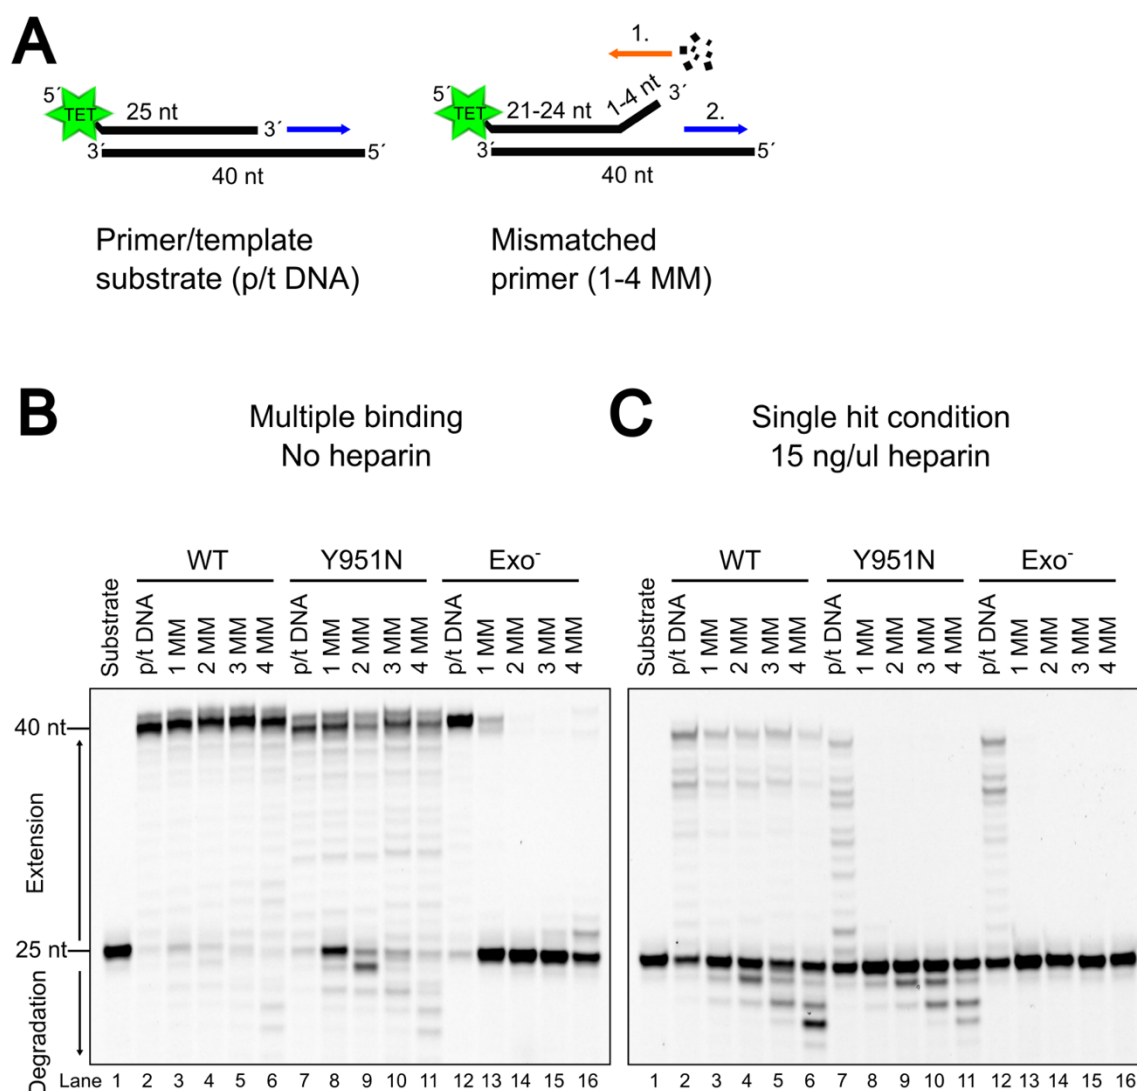 A
5´
TET
25 nt
3´
3´
5´
40 nt
Primer/template
substrate (p/t DNA)
1.
5´
TET
21-24 nt
1-4 nt
3´
2.
3´
5´
40 nt
Mismatched
primer (1-4 MM)
B
Multiple binding
No heparin
C
Single hit condition
15 ng/ul heparin
WT
Y951N
Exo-
Substrate
p/t DNA
1 MM
2 MM
3 MM
4 MM
p/t DNA
1 MM
2 MM
3 MM
4 MM
p/t DNA
1 MM
2 MM
3 MM
4 MM
40 nt
Extension
25 nt
Degradation
Lane 1 2 3 4 5 6 7 8 9 10 11 12 13 14 15 16
WT
Y951N
Exo-
Substrate
p/t DNA
1 MM
2 MM
3 MM
4 MM
p/t DNA
1 MM
2 MM
3 MM
4 MM
p/t DNA
1 MM
2 MM
3 MM
4 MM
1 2 3 4 5 6 7 8 9 10 11 12 13 14 15 16